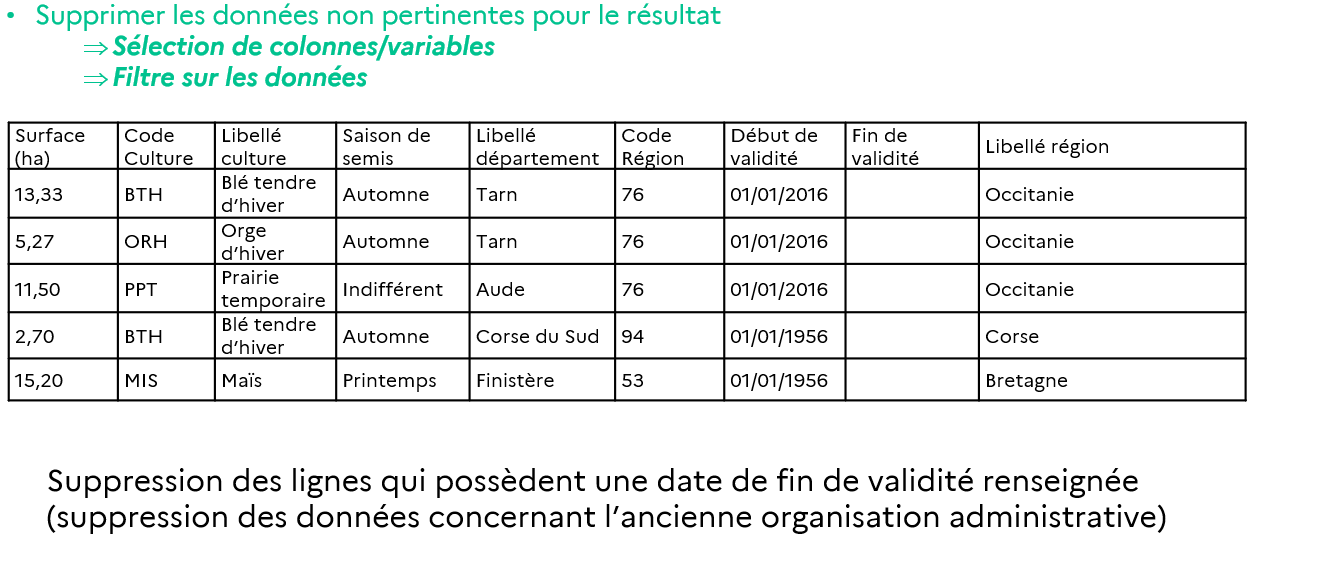 • Supprimer les données non pertinentes pour le résultat
⇒ Sélection de colonnes/variables
⇒ Filtre sur les données
Surface (ha) Code Culture Libellé culture Saison de semis Libellé département Code Région Début de validité Fin de validité Libellé région
13,33 BTH Blé tendre d’hiver Automne Tarn 76 01/01/2016 Occitanie
5,27 ORH Orge d’hiver Automne Tarn 76 01/01/2016 Occitanie
11,50 PPT Prairie temporaire Indifférent Aude 76 01/01/2016 Occitanie
2,70 BTH Blé tendre d’hiver Automne Corse du Sud 94 01/01/1956 Corse
15,20 MIS Maïs Printemps Finistère 53 01/01/1956 Bretagne
Suppression des lignes qui possèdent une date de fin de validité renseignée
(suppression des données concernant l’ancienne organisation administrative)